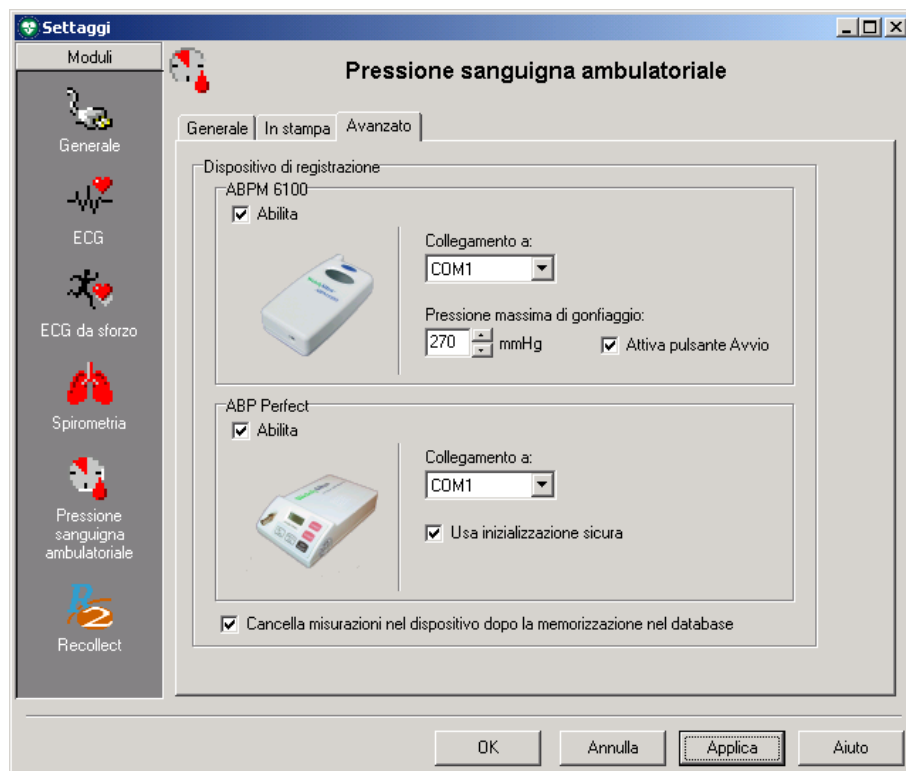 Settaggi
Moduli
Generale
ECG
ECG da sforzo
Spirometria
Pressione
sanguigna
ambulatoriale
Recollect
Pressione sanguigna ambulatoriale
Generale
In stampa
Avanzato
Dispositivo di registrazione
ABPM 6100
Abilita
Collegamento a:
COM1
Pressione massima di gonfiaggio:
270 mmHg
Attiva pulsante Avvio
ABP Perfect
Abilita
Collegamento a:
COM1
Usa inizializzazione sicura
Cancella misurazioni nel dispositivo dopo la memorizzazione nel database
OK
Annulla
Applica
Aiuto